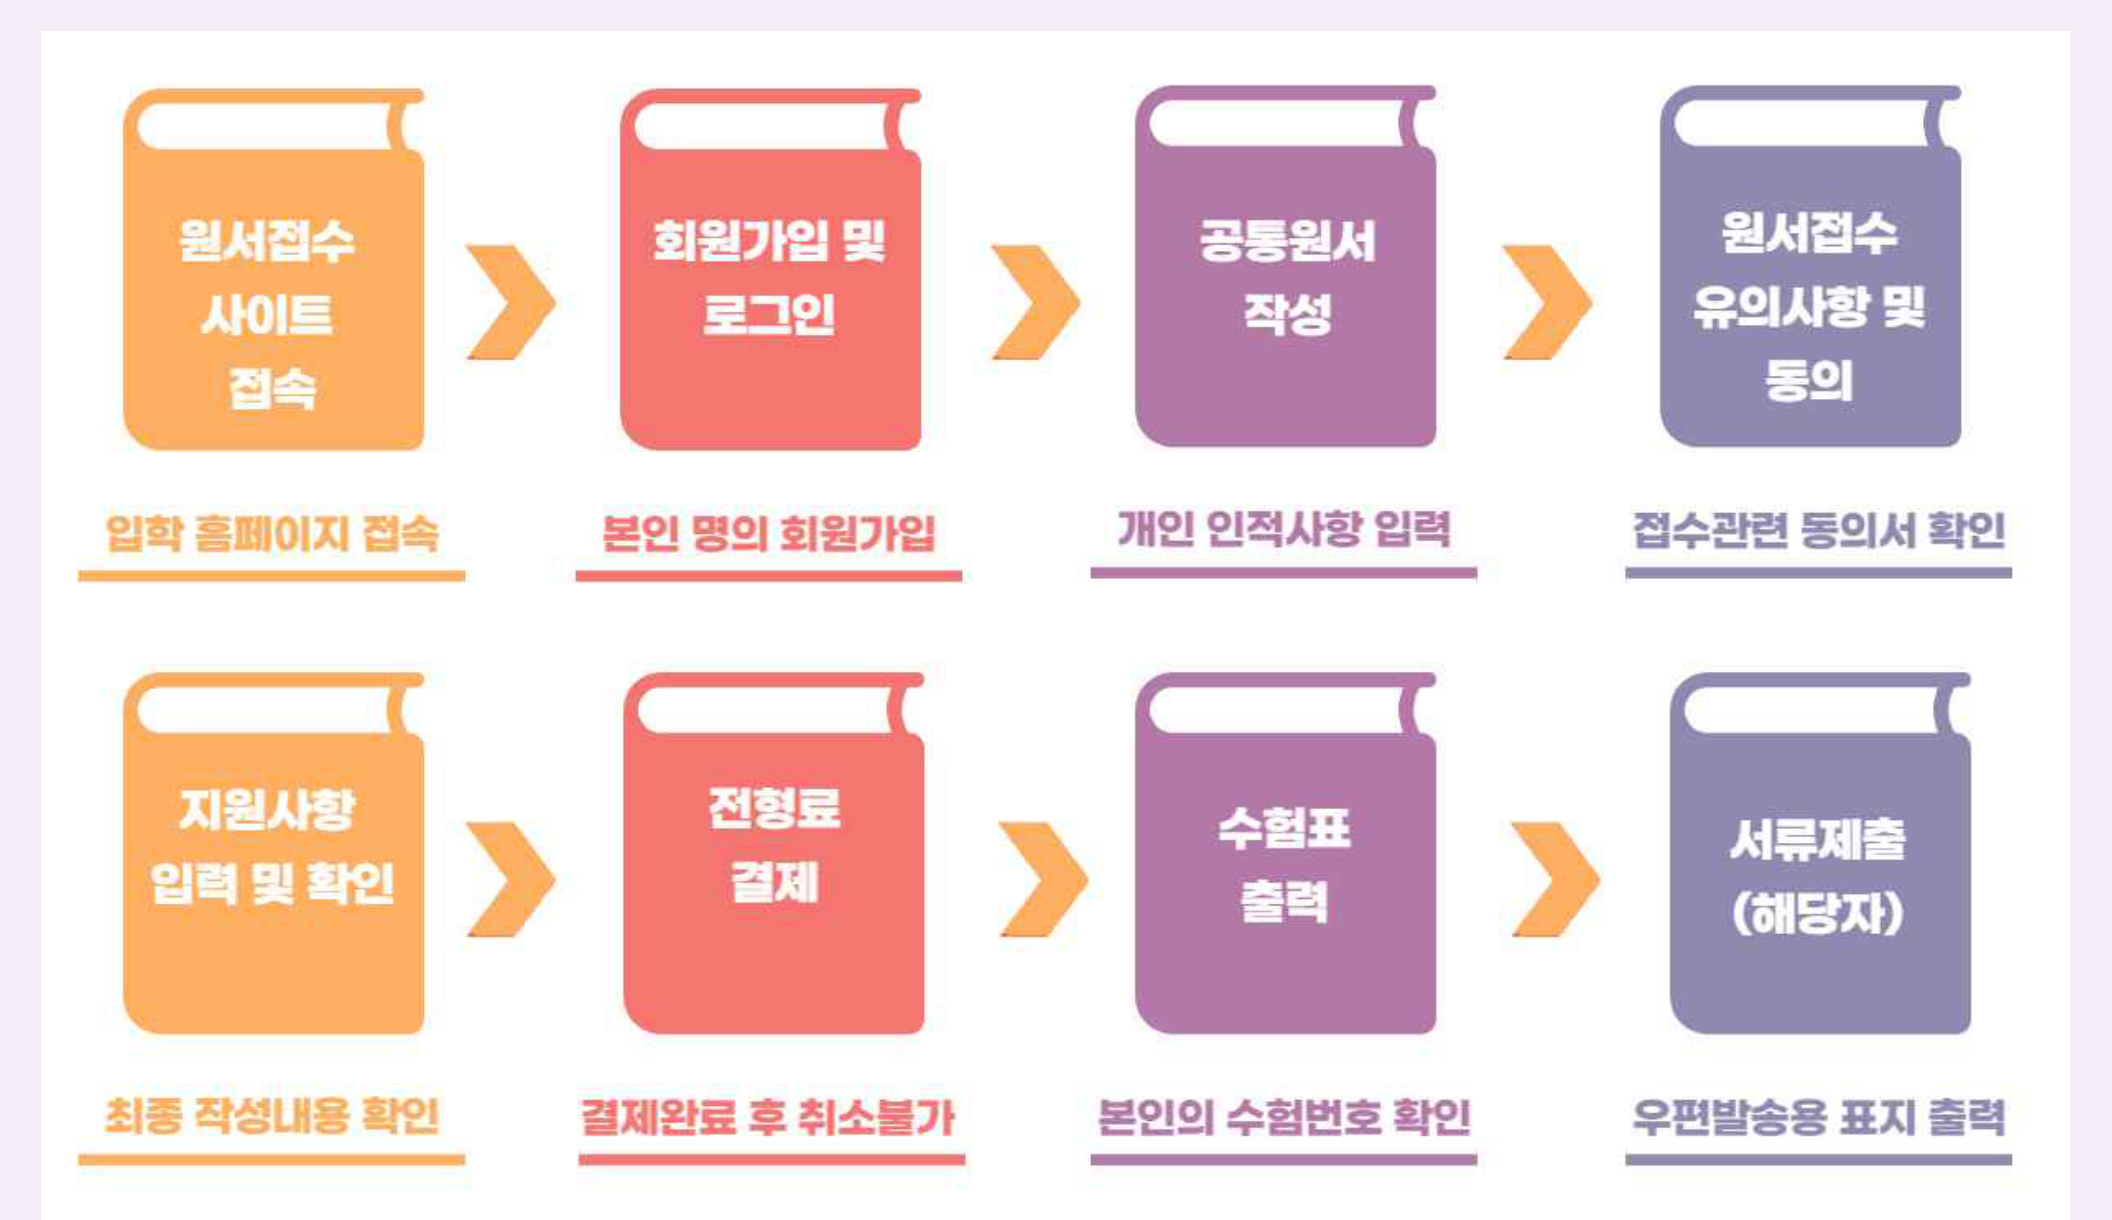 원서접수
사이트
접속
입학 홈페이지 접속
회원가입 및
로그인
본인 명의 회원가입
공통원서
작성
개인 인적사항 입력
원서접수
유의사항 및
동의
접수관련 동의서 확인
지원사항
입력 및 확인
최종 작성내용 확인
전형료
결제
결제완료 후 취소불가
수험표
출력
본인의 수험번호 확인
서류제출
(해당자)
우편발송용 표지 출력